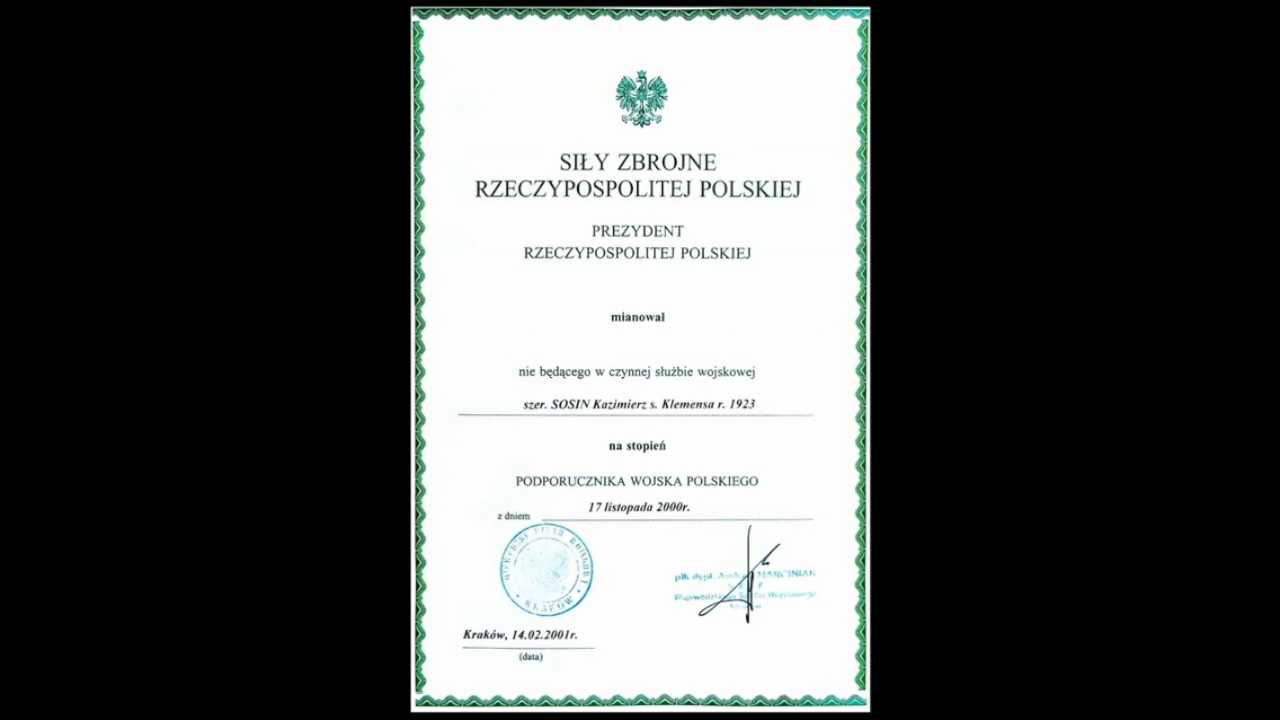 SIŁY ZBROJNE
RZECZYPOSPOLITEJ POLSKIEJ
PREZYDENT
RZECZYPOSPOLITEJ POLSKIEJ
mianował
nie będącego w czynnej służbie wojskowej
szer. SOSIN Kazimierz s. Klemensa r. 1923
na stopień
PODPORUCZNIKA WOJSKA POLSKIEGO
17 listopada 2000r.
z dniem
KRAKÓW
płk dypl. MARCINIAK
Kraków, 14.02.2001r.
(data)